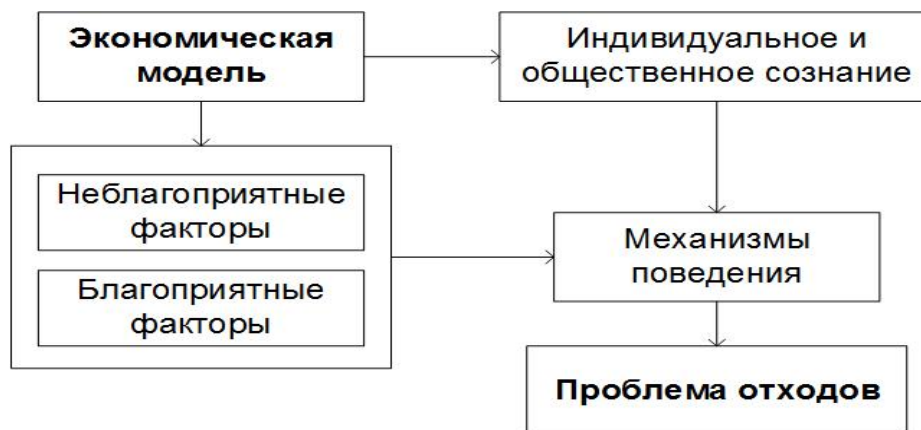 Экономическая
модель
Индивидуальное и
общественное сознание
Неблагоприятные
факторы
Благоприятные
факторы
Механизмы
поведения
Проблема отходов